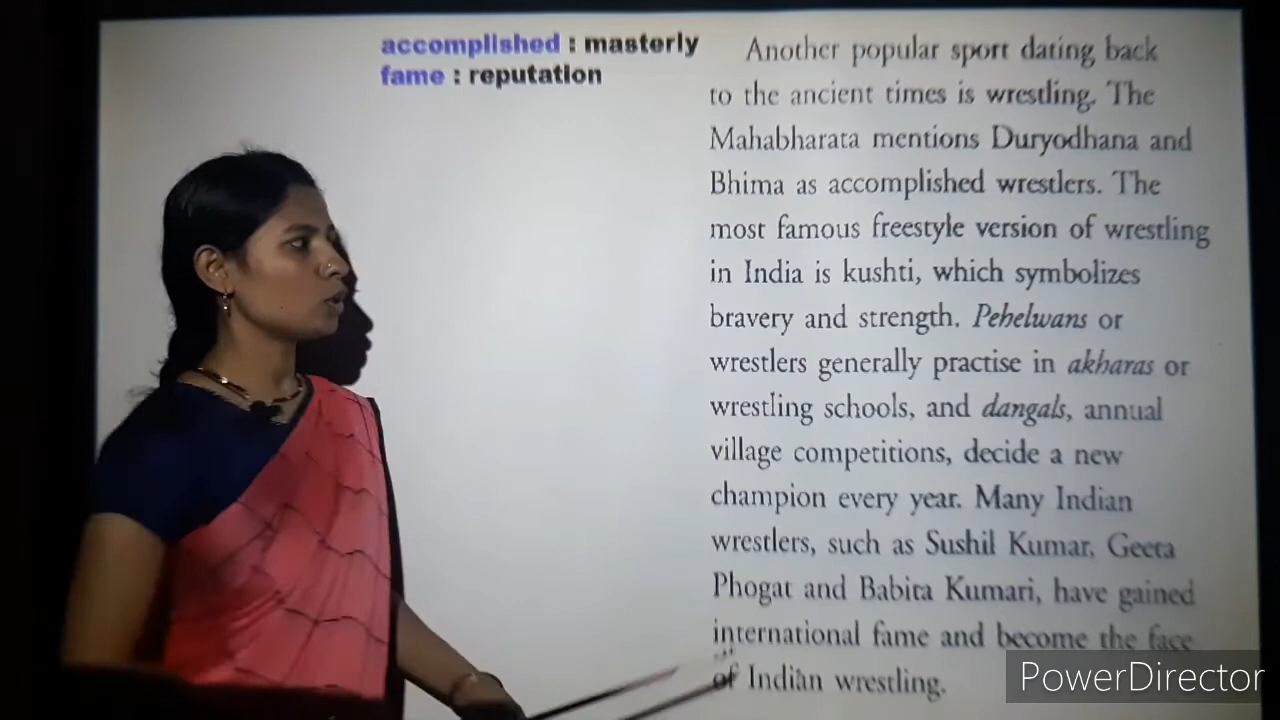 accomplished : masterly
fame : reputation
Another popular sport dating back
to the ancient times is wrestling. The
Mahabharata mentions Duryodhana and
Bhima as accomplished wrestlers. The
most famous freestyle version of wrestling
in India is kushti, which symbolizes
bravery and strength. Pehelwans or
wrestlers generally practise in akharas or
wrestling schools, and dangals, annual
village competitions, decide a new
champion every year. Many Indian
wrestlers, such as Sushil Kumar, Geeta
Phogat and Babita Kumari, have gained
international fame and become the face
of Indian wrestling.
PowerDirector